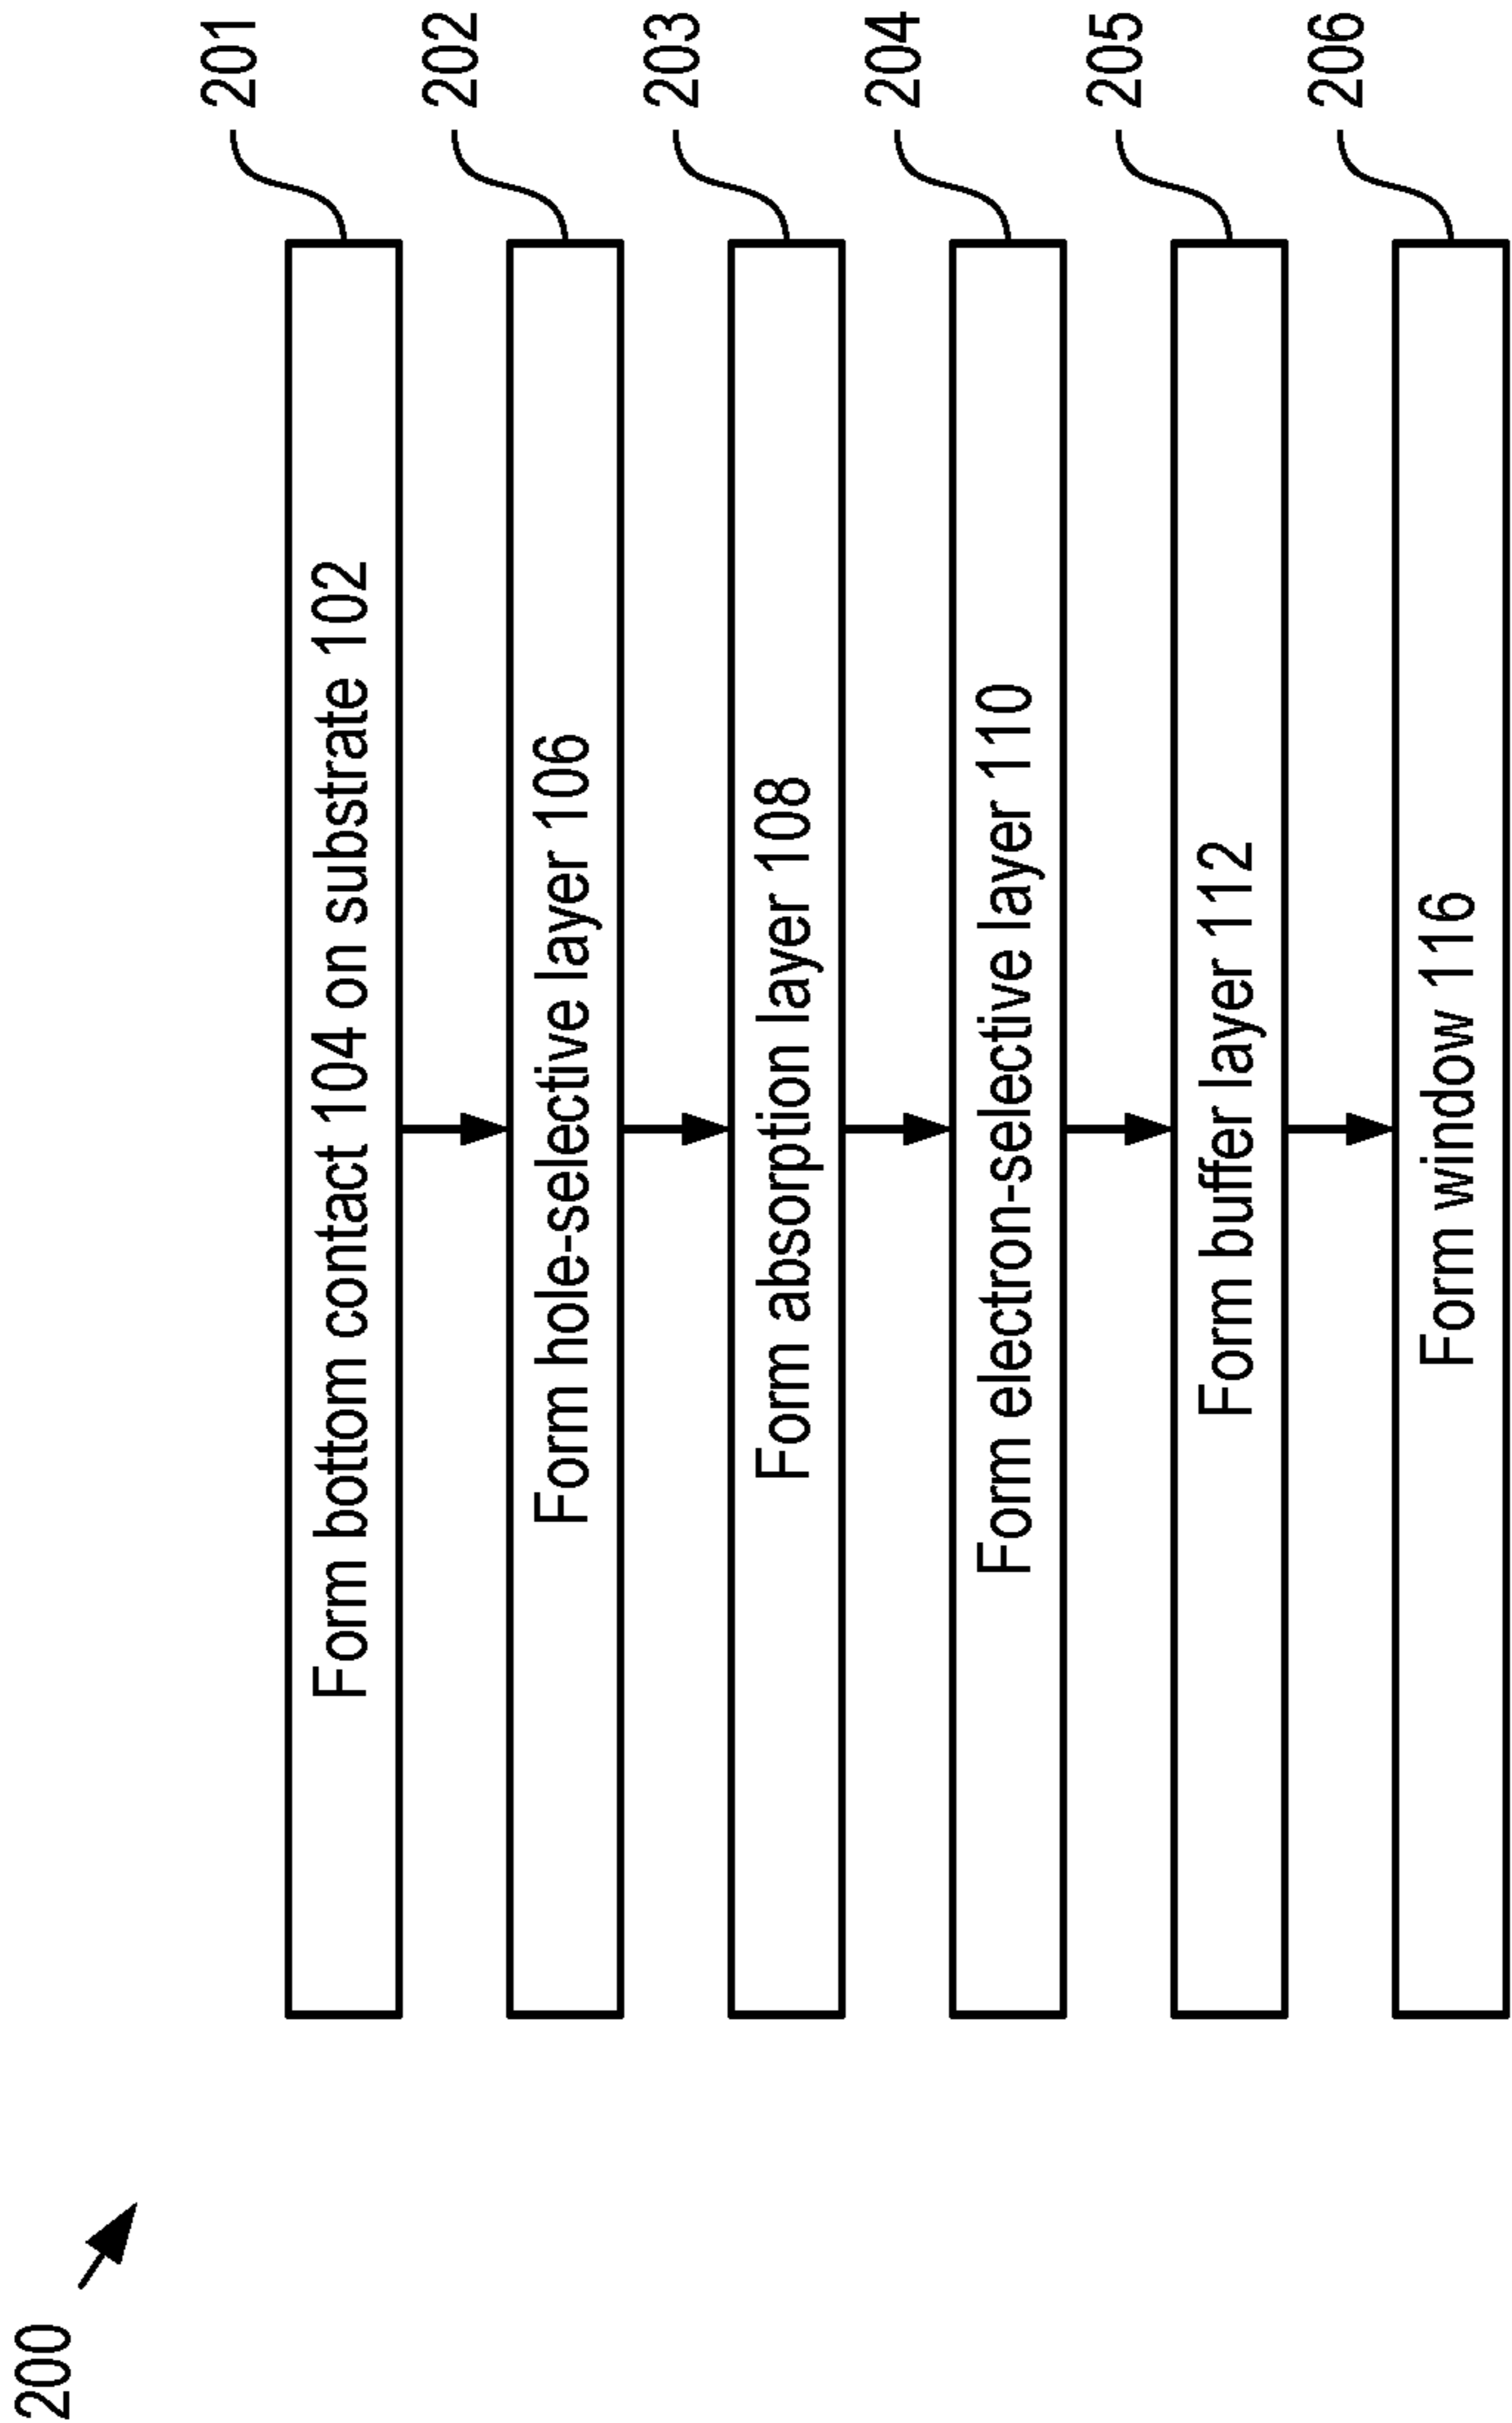 200
Form bottom contact 104 on substrate 102
201
Form hole-selective layer 106
202
Form absorption layer 108
203
Form electron-selective layer 110
204
Form buffer layer 112
205
Form window 116
206